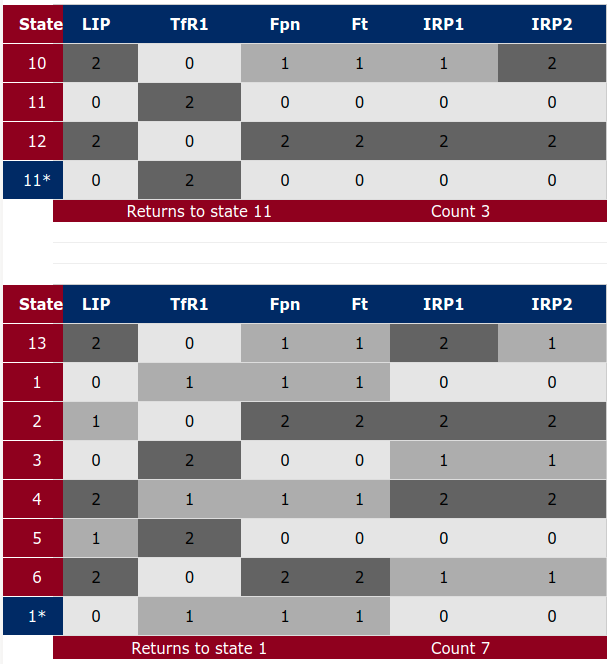 State LIP TfR1 Fpn Ft IRP1 IRP2
10 2 0 1 1 1 2
11 0 2 0 0 0 0
12 2 0 2 2 2 2
11* 0 2 0 0 0 0
Returns to state 11 Count 3
State LIP TfR1 Fpn Ft IRP1 IRP2
13 2 0 1 1 2 1
1 0 1 1 1 0 0
2 1 0 2 2 2 2
3 0 2 0 0 1 1
4 2 1 1 1 2 2
5 1 2 0 0 0 0
6 2 0 2 2 1 1
1* 0 1 1 1 0 0
Returns to state 1 Count 7